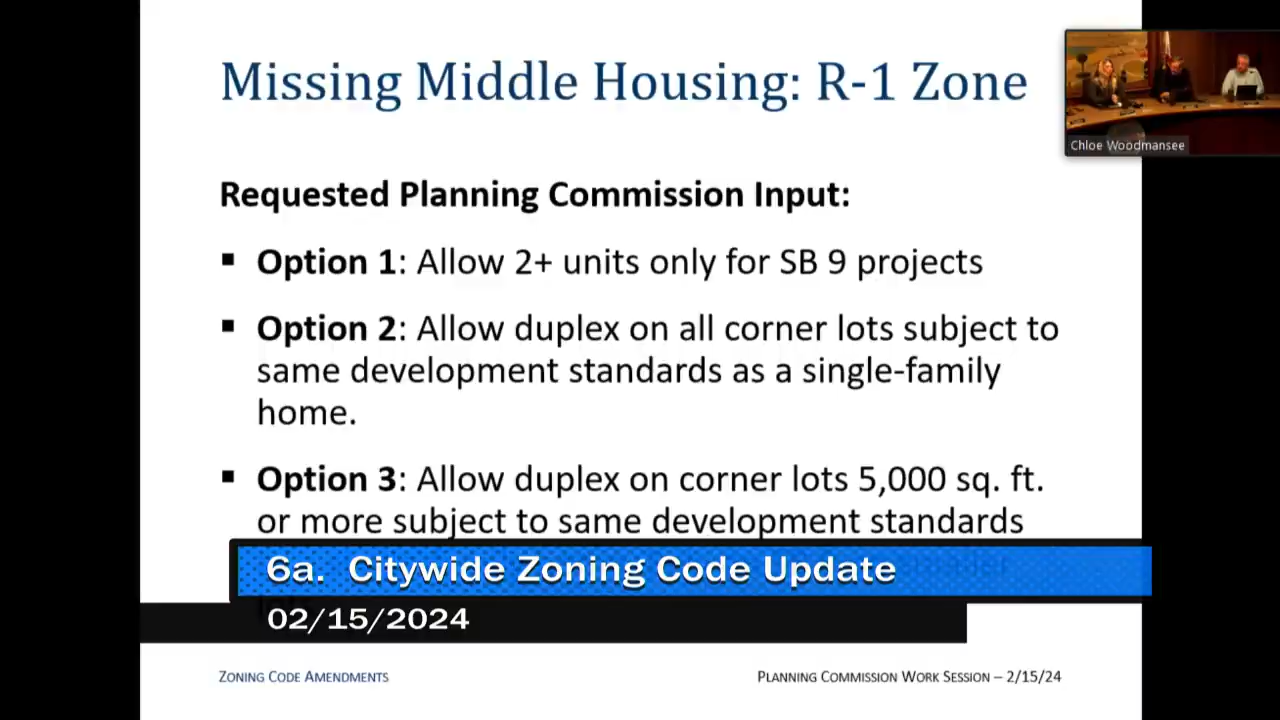 Missing Middle Housing: R-1 Zone
Chloe Woodmansee
Requested Planning Commission Input:
▪ Option 1: Allow 2+ units only for SB 9 projects
▪ Option 2: Allow duplex on all corner lots subject to
same development standards as a single-family
home.
▪ Option 3: Allow duplex on corner lots 5,000 sq. ft.
or more subject to same development standards
6a. Citywide Zoning Code Update
02/15/2024
Zoning Code Amendments
Planning Commission Work Session – 2/15/24